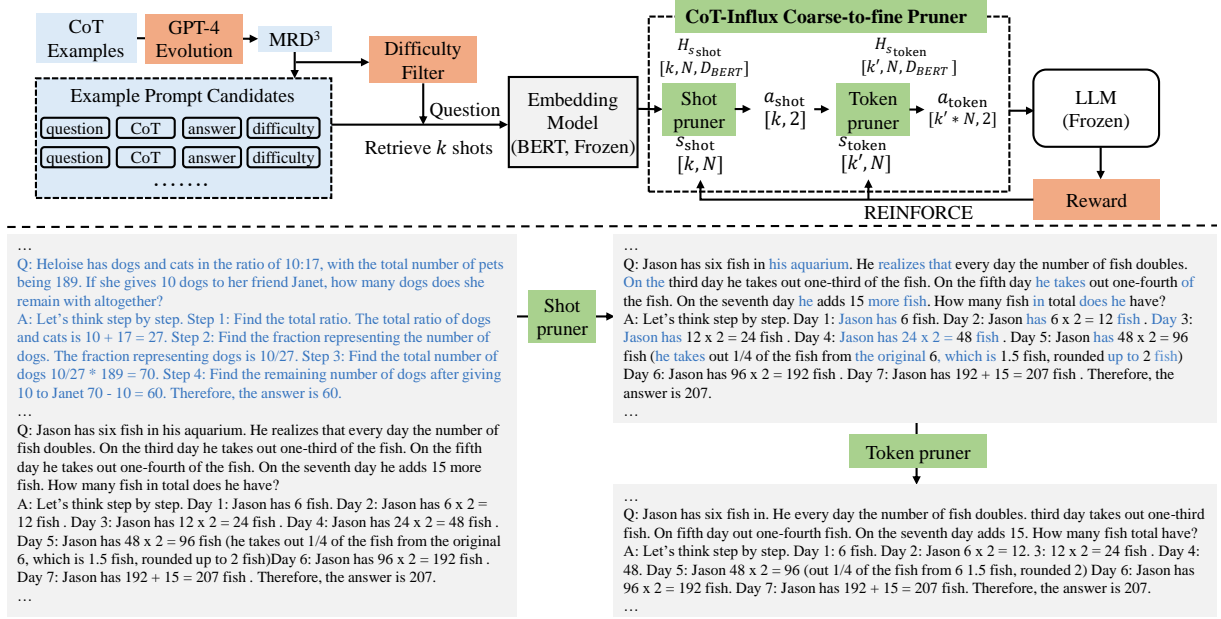 CoT
Examples
GPT-4
Evolution
MRD³
Difficulty
Filter
Example Prompt Candidates
question CoT answer difficulty
question CoT answer difficulty
.......
Question
Retrieve k shots
Embedding
Model
(BERT, Frozen)
CoT-Influx Coarse-to-fine Pruner
H_{s_shot}
[k, N, D_BERT]
Shot
pruner
s_shot
[k, N]
a_shot
[k, 2]
H_{s_token}
[k′, N, D_BERT]
Token
pruner
s_token
[k′, N]
a_token
[k′ * N, 2]
LLM
(Frozen)
Reward
REINFORCE
...
Q: Heloise has dogs and cats in the ratio of 10:17, with the total number of pets
being 189. If she gives 10 dogs to her friend Janet, how many dogs does she
remain with altogether?
A: Let's think step by step. Step 1: Find the total ratio. The total ratio of dogs
and cats is 10 + 17 = 27. Step 2: Find the fraction representing the number of
dogs. The fraction representing dogs is 10/27. Step 3: Find the total number of
dogs 10/27 * 189 = 70. Step 4: Find the remaining number of dogs after giving
10 to Janet 70 - 10 = 60. Therefore, the answer is 60.
...
Q: Jason has six fish in his aquarium. He realizes that every day the number of
fish doubles. On the third day he takes out one-third of the fish. On the fifth
day he takes out one-fourth of the fish. On the seventh day he adds 15 more
fish. How many fish in total does he have?
A: Let's think step by step. Day 1: Jason has 6 fish. Day 2: Jason has 6 x 2 =
12 fish . Day 3: Jason has 12 x 2 = 24 fish . Day 4: Jason has 24 x 2 = 48 fish .
Day 5: Jason has 48 x 2 = 96 fish (he takes out 1/4 of the fish from the original
6, which is 1.5 fish, rounded up to 2 fish)Day 6: Jason has 96 x 2 = 192 fish .
Day 7: Jason has 192 + 15 = 207 fish . Therefore, the answer is 207.
...
Shot
pruner
...
Q: Jason has six fish in his aquarium. He realizes that every day the number of fish doubles.
On the third day he takes out one-third of the fish. On the fifth day he takes out one-fourth of
the fish. On the seventh day he adds 15 more fish. How many fish in total does he have?
A: Let's think step by step. Day 1: Jason has 6 fish. Day 2: Jason has 6 x 2 = 12 fish . Day 3:
Jason has 12 x 2 = 24 fish . Day 4: Jason has 24 x 2 = 48 fish . Day 5: Jason has 48 x 2 = 96
fish (he takes out 1/4 of the fish from the original 6, which is 1.5 fish, rounded up to 2 fish)
Day 6: Jason has 96 x 2 = 192 fish . Day 7: Jason has 192 + 15 = 207 fish . Therefore, the
answer is 207.
...
Token pruner
...
Q: Jason has six fish in. He every day the number of fish doubles. third day takes out one-third
fish. On fifth day out one-fourth fish. On the seventh day adds 15. How many fish total have?
A: Let's think step by step. Day 1: 6 fish. Day 2: Jason 6 x 2 = 12. 3: 12 x 2 = 24 fish . Day 4:
48. Day 5: Jason 48 x 2 = 96 (out 1/4 of the fish from 6 1.5 fish, rounded 2) Day 6: Jason has
96 x 2 = 192 fish. Day 7: Jason has 192 + 15 = 207 fish. Therefore, the answer is 207.
...